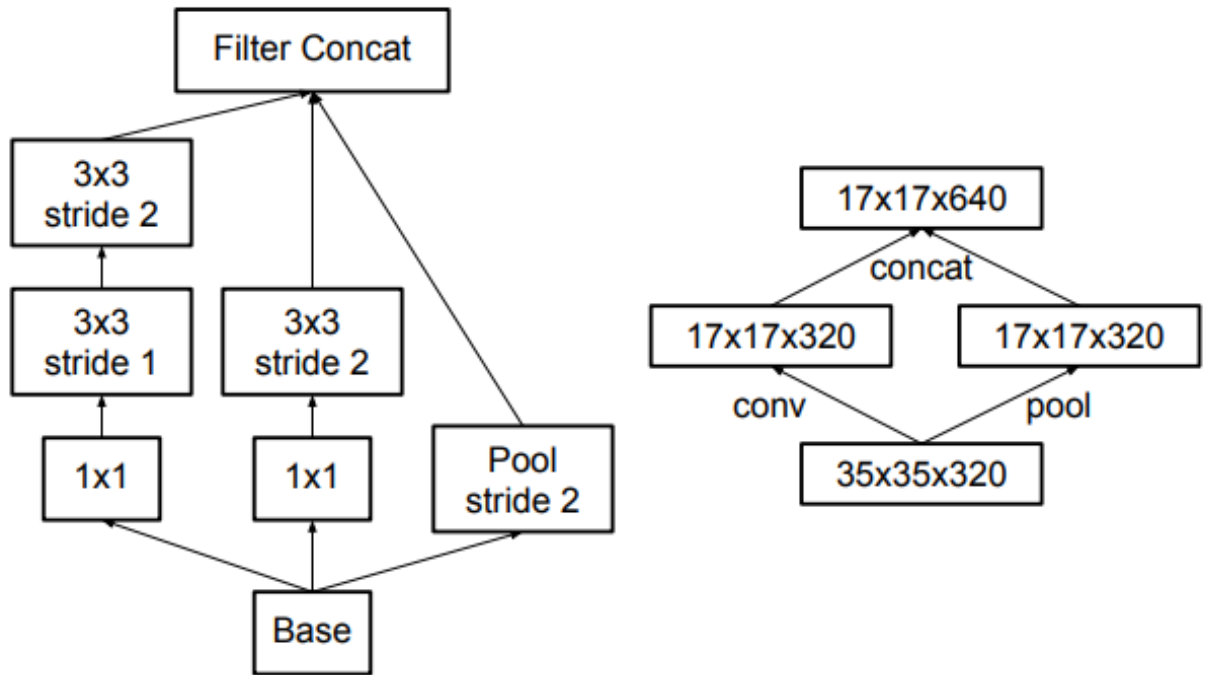 Filter Concat
3x3
stride 2
3x3
stride 1
3x3
stride 2
1x1
1x1
Pool
stride 2
Base
17x17x640
concat
17x17x320
17x17x320
conv
pool
35x35x320